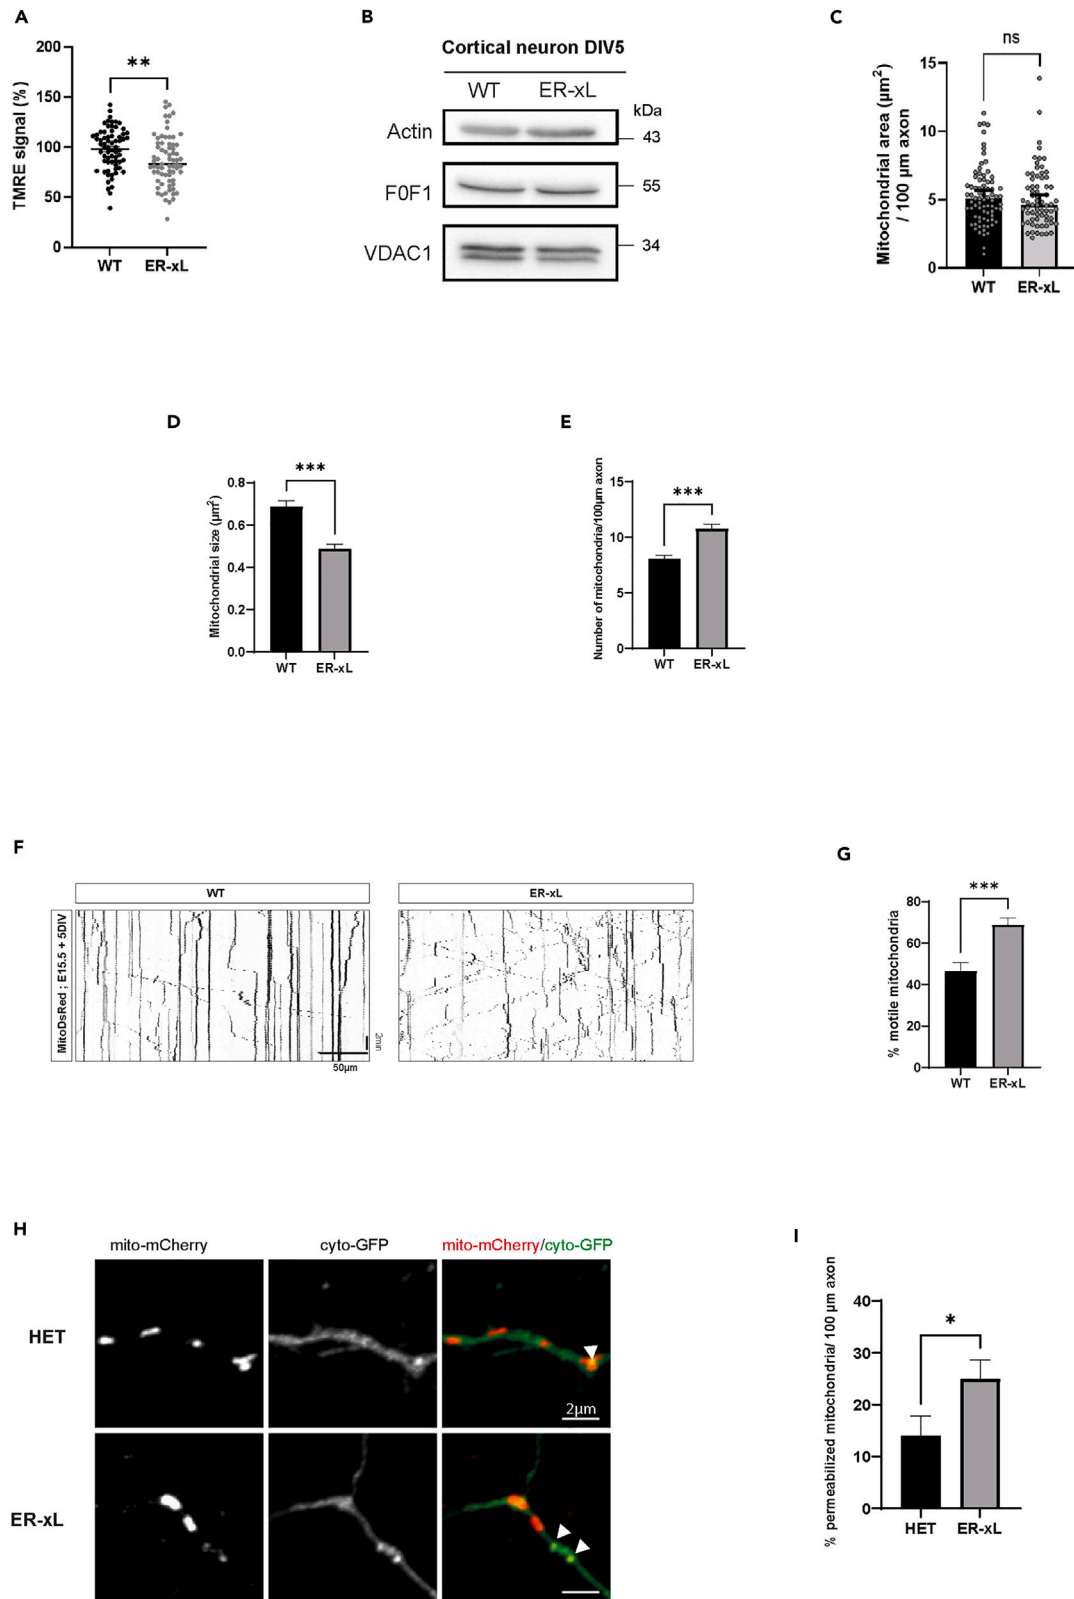 A
TMRE signal (%)
200
150
100
50
0
**
WT ER-xL
B
Cortical neuron DIV5
WT ER-xL
kDa
Actin 43
F0F1 55
VDAC1 34
C
Mitochondrial area (µm²)
/ 100 µm axon
15
10
5
0
ns
WT ER-xL
D
Mitochondrial size (µm²)
0.8
0.6
0.4
0.2
0.0
***
WT ER-xL
E
Number of mitochondria/100µm axon
15
10
5
0
***
WT ER-xL
F
MitoDsRed ; E15.5 + 5DIV
WT
ER-xL
2min
50µm
G
% motile mitochondria
80
60
40
20
0
***
WT ER-xL
H
mito-mCherry cyto-GFP mito-mCherry/cyto-GFP
HET
2µm
ER-xL
I
% permeabilized mitochondria/ 100 µm axon
40
30
20
10
0
*
HET ER-xL